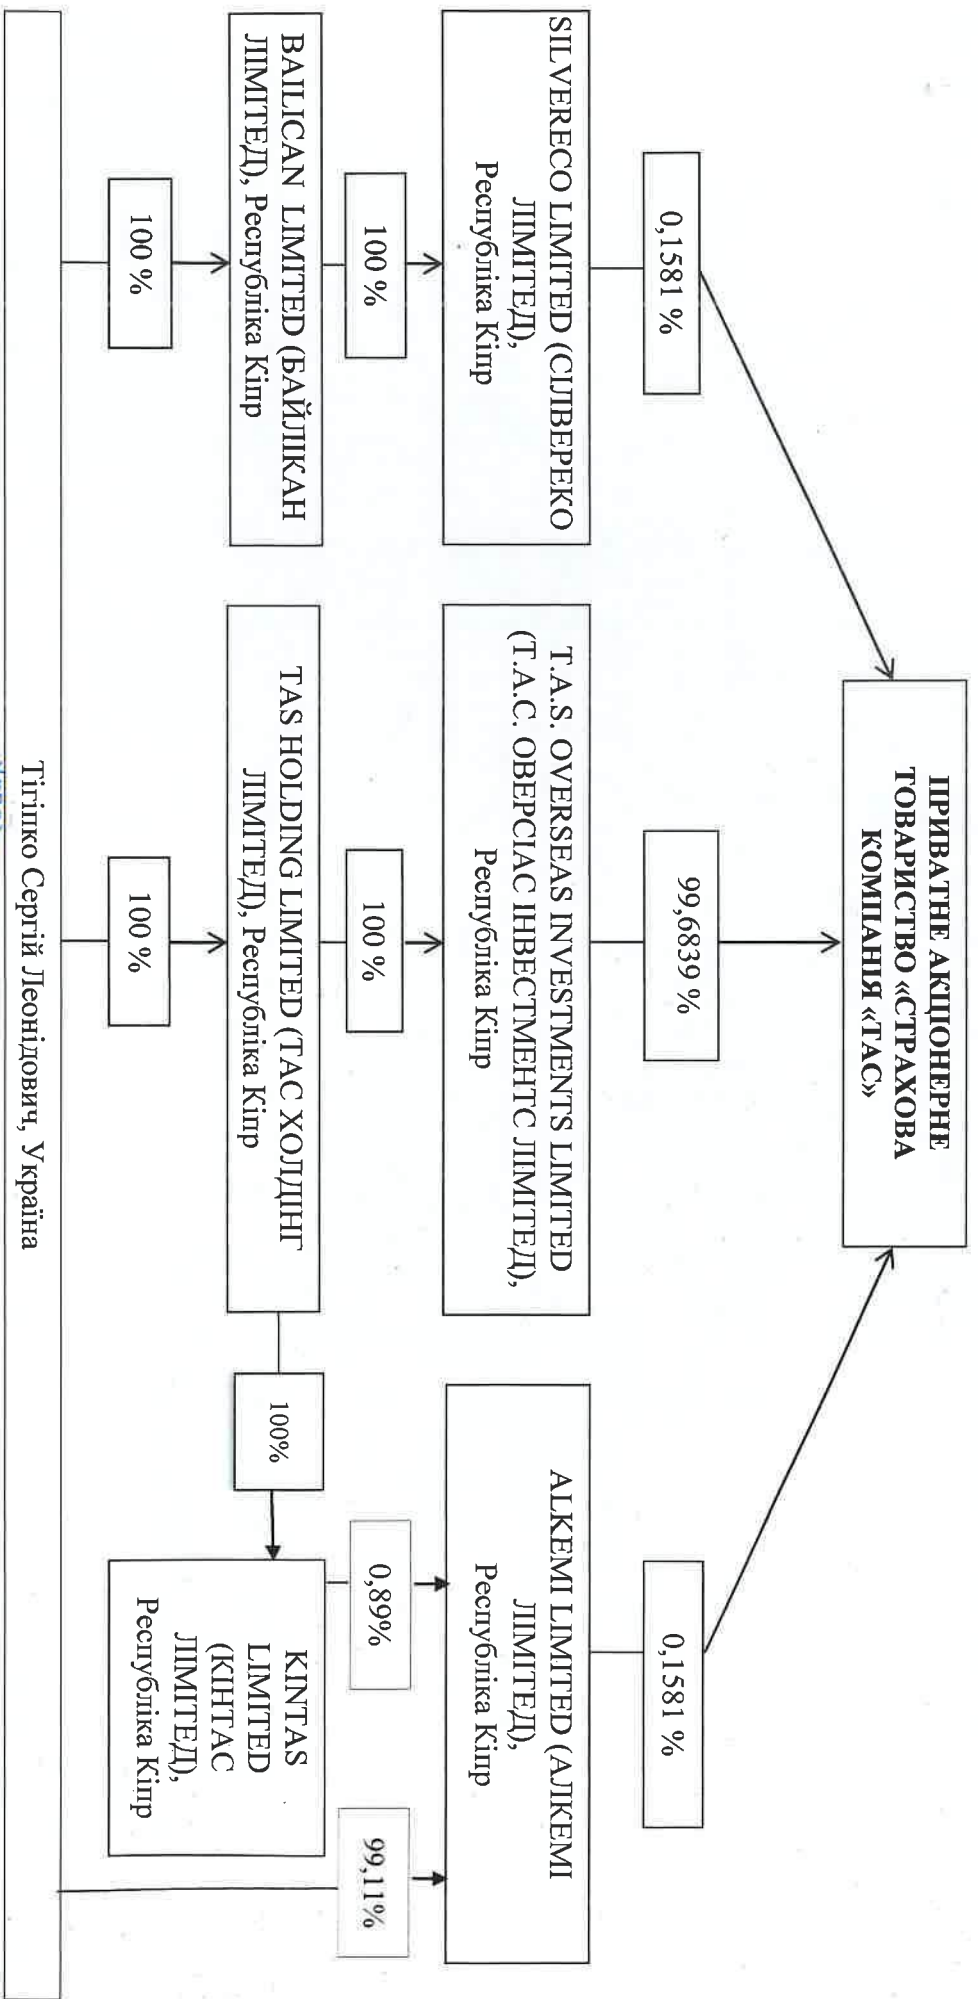 ПРИВАТНЕ АКЦІОНЕРНЕ
ТОВАРИСТВО «СТРАХОВА
КОМПАНІЯ «ТАС»
0,1581 %
99,6839 %
0,1581 %
SILVERECO LIMITED (СІЛВЕРЕКО
ЛІМІТЕД),
Республіка Кіпр
T.A.S. OVERSEAS INVESTMENTS LIMITED
(Т.А.С. ОВЕРСІАС ІНВЕСТМЕНТС ЛІМІТЕД),
Республіка Кіпр
ALKEMI LIMITED (АЛКЕМІ
ЛІМІТЕД),
Республіка Кіпр
100 %
100 %
0,89%
99,11%
BAILICAN LIMITED (БАЙЛІКАН
ЛІМІТЕД), Республіка Кіпр
TAS HOLDING LIMITED (ТАС ХОЛДІНГ
ЛІМІТЕД), Республіка Кіпр
100%
KINTAS
LIMITED
(КІНТАС
ЛІМІТЕД),
Республіка Кіпр
100 %
100 %
Тігіпко Сергій Леонідович, Україна